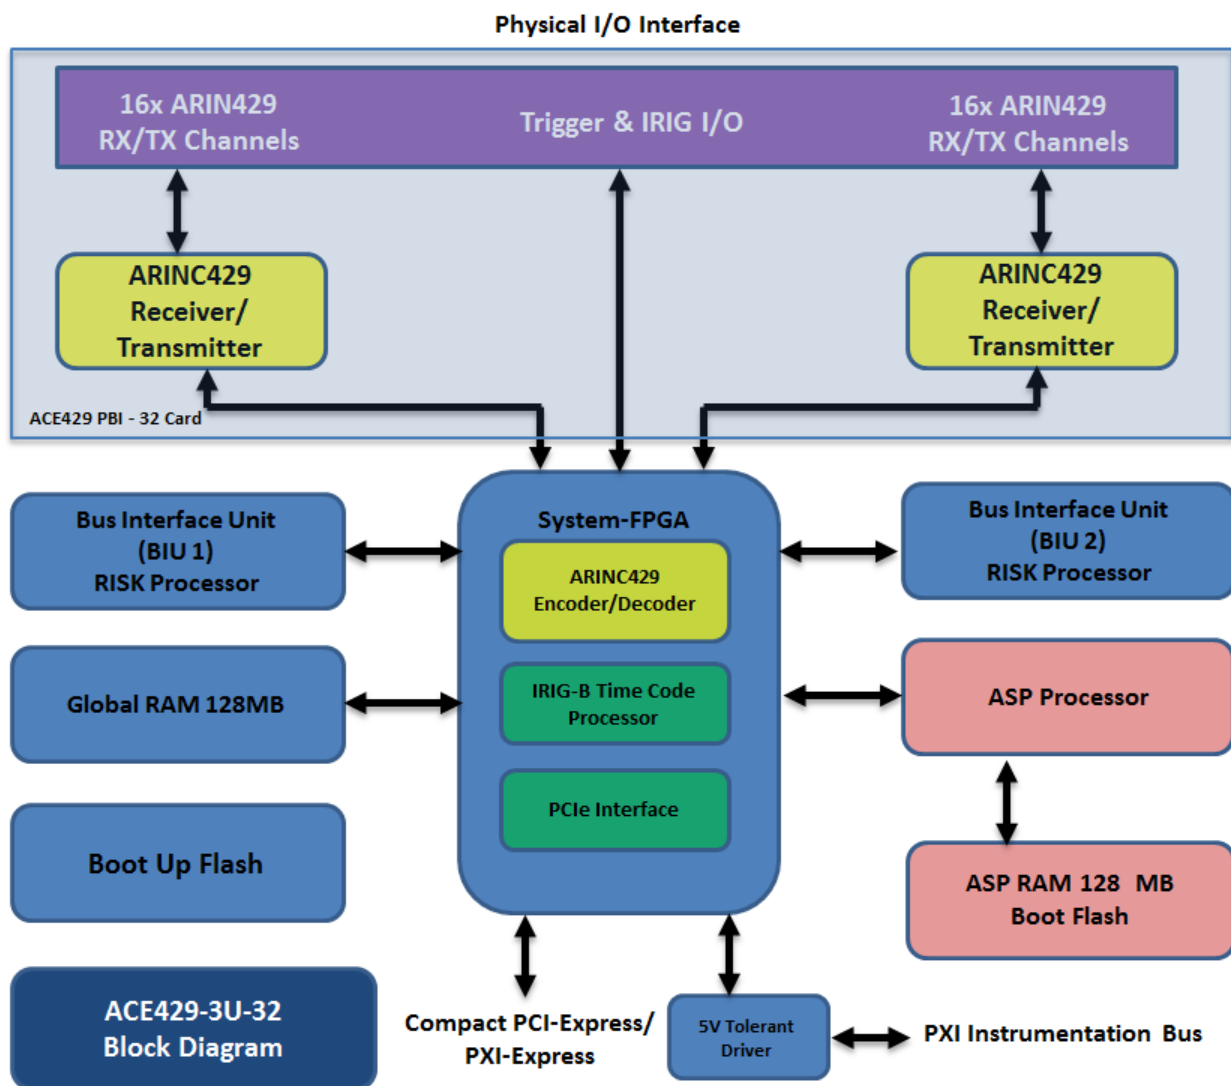 Physical I/O Interface
16x ARIN429
RX/TX Channels
Trigger & IRIG I/O
16x ARIN429
RX/TX Channels
ARINC429
Receiver/
Transmitter
ARINC429
Receiver/
Transmitter
ACE429 PBI - 32 Card
Bus Interface Unit
(BIU 1)
RISK Processor
System-FPGA
Bus Interface Unit
(BIU 2)
RISK Processor
ARINC429
Encoder/Decoder
Global RAM 128MB
IRIG-B Time Code
Processor
ASP Processor
PCIe Interface
Boot Up Flash
ASP RAM 128 MB
Boot Flash
ACE429-3U-32
Block Diagram
Compact PCI-Express/
PXI-Express
5V Tolerant
Driver
PXI Instrumentation Bus